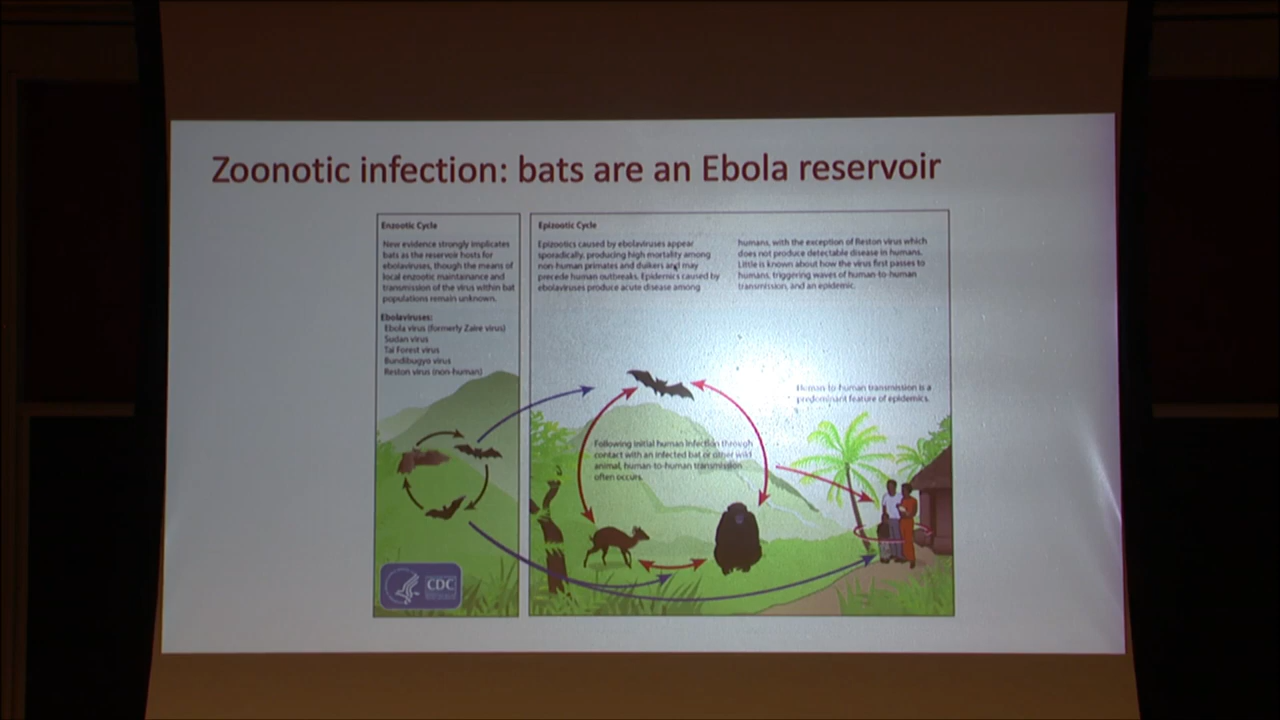 Zoonotic infection: bats are an Ebola reservoir
Enzootic Cycle
New evidence strongly implicates
bats as the reservoir hosts for
ebolaviruses, though the means of
local enzootic maintainance and
transmission of the virus within bat
populations remain unknown.
Ebolaviruses:
Ebola virus (formerly Zaire virus)
Sudan virus
Tai Forest virus
Bundibugyo virus
Reston virus (non-human)
Epizootic Cycle
Epizootics caused by ebolaviruses appear
sporadically, producing high mortality among
non-human primates and duikers and may
precede human outbreaks. Epidemics caused by
ebolaviruses produce acute disease among
humans, with the exception of Reston virus which
does not produce detectable disease in humans.
Little is known about how the virus first passes to
humans, triggering waves of human-to-human
transmission, and an epidemic.
Human-to-human transmission is a
predominant feature of epidemics.
Following initial human infection through
contact with an infected bat or other wild
animal, human-to-human transmission
often occurs.
CDC